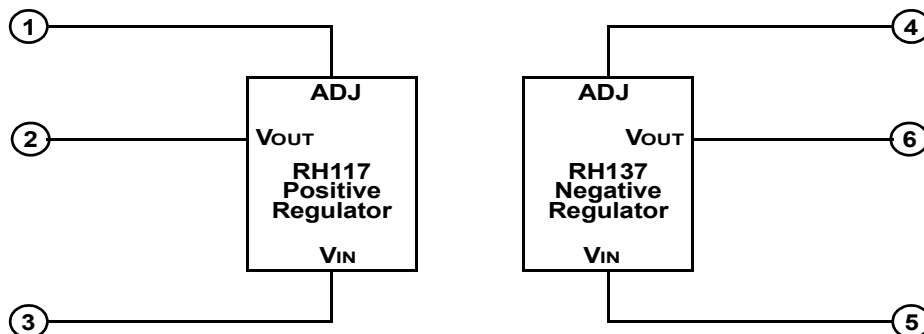 1
ADJ
2
VOUT
RH117
Positive
Regulator
VIN
3
4
ADJ
VOUT
6
RH137
Negative
Regulator
VIN
5